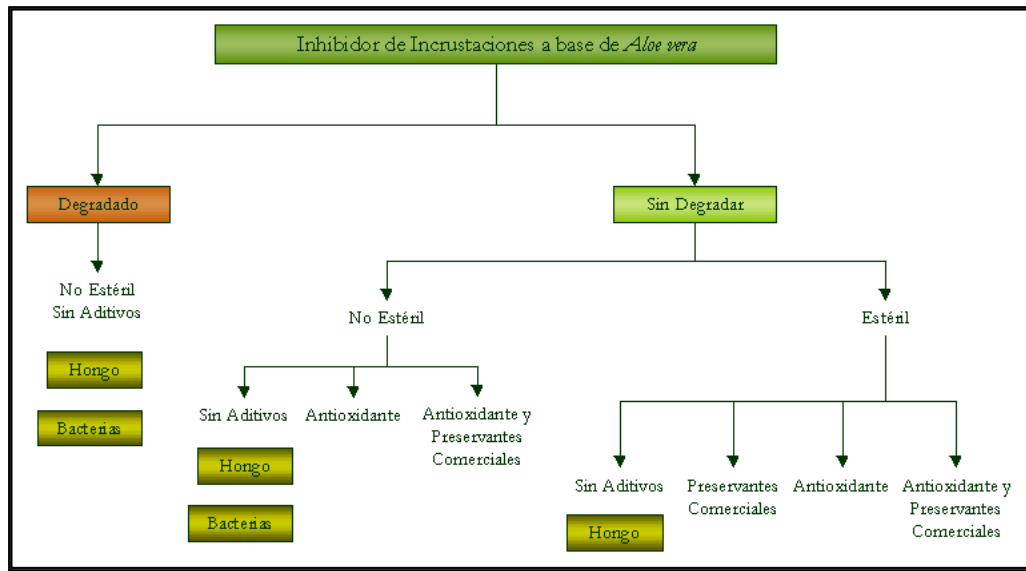 Inhibidor de Incrustaciones a base de Aloe vera
Degradado
Sin Degradar
No Estéril
Sin Aditivos
Hongo
Bacterias
No Estéril
Estéril
Sin Aditivos
Hongo
Bacterias
Antioxidante
Antioxidante y
Preservantes
Comerciales
Sin Aditivos
Hongo
Preservantes
Comerciales
Antioxidante
Antioxidante y
Preservantes
Comerciales